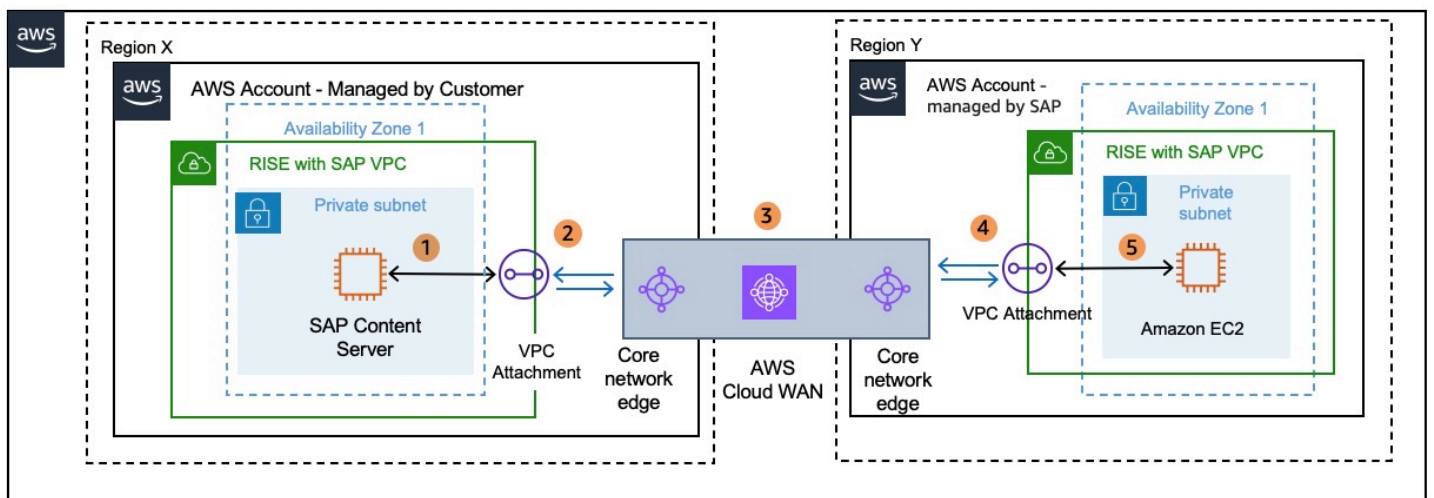 aws
Region X
aws
AWS Account - Managed by Customer
Availability Zone 1
RISE with SAP VPC
Private subnet
1
SAP Content
Server
VPC
Attachment
2
Core
network
edge
3
AWS
Cloud WAN
Region Y
aws
AWS Account -
managed by SAP
Availability Zone 1
RISE with SAP VPC
Private
subnet
4
VPC Attachment
5
Amazon EC2
Core
network
edge